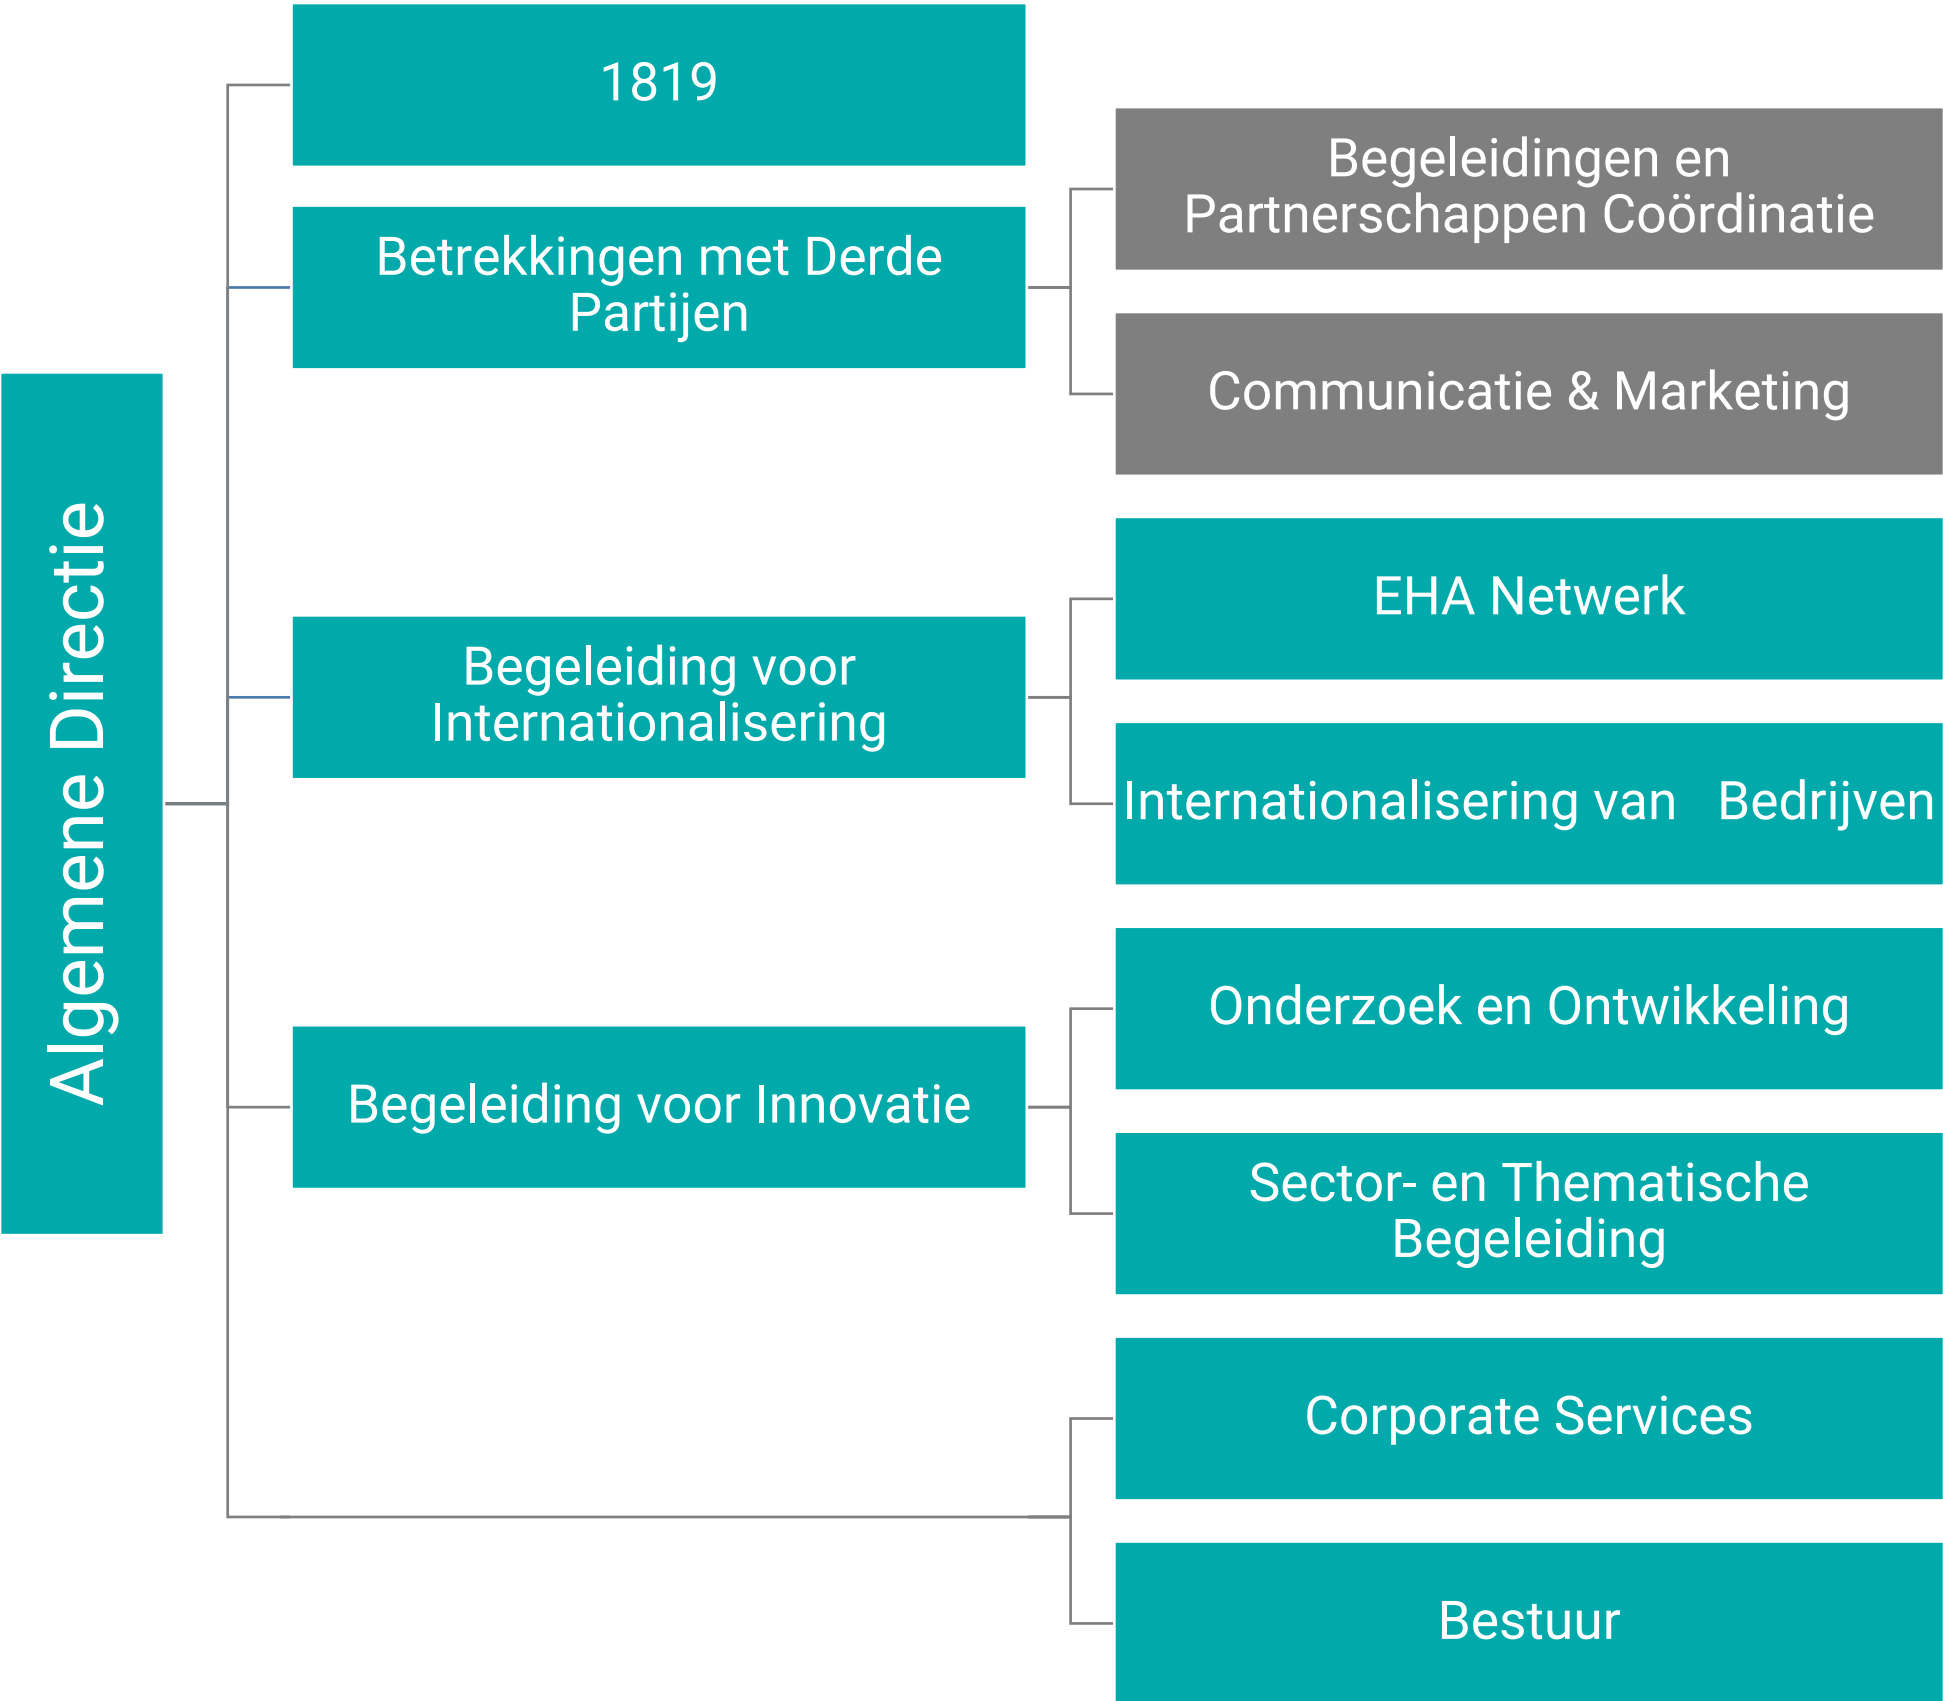 Algemene Directie
1819
Betrekkingen met Derde
Partijen
Begeleidingen en
Partnerschappen Coördinatie
Communicatie & Marketing
Begeleiding voor
Internationalisering
EHA Netwerk
Internationalisering van Bedrijven
Begeleiding voor Innovatie
Onderzoek en Ontwikkeling
Sector- en Thematische
Begeleiding
Corporate Services
Bestuur